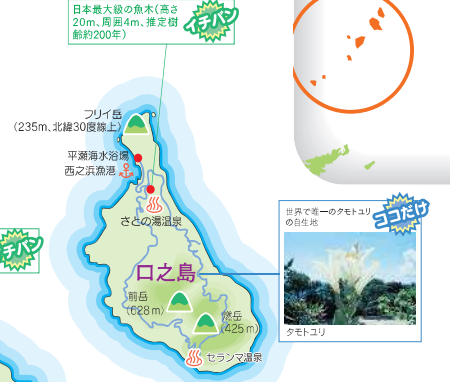 日本最大級の魚木(高さ
20m、周囲4m、推定樹
齢約200年)
イチバン
フリイ岳
(235m、北緯30度線上)
平瀬海水浴場
西之浜漁港
さとの湯温泉
チバン
口之島
前岳
(628m)
燃岳
(425m)
セランマ温泉
世界で唯一のタモトユリ
の自生地
ココだけ
タモトユリ